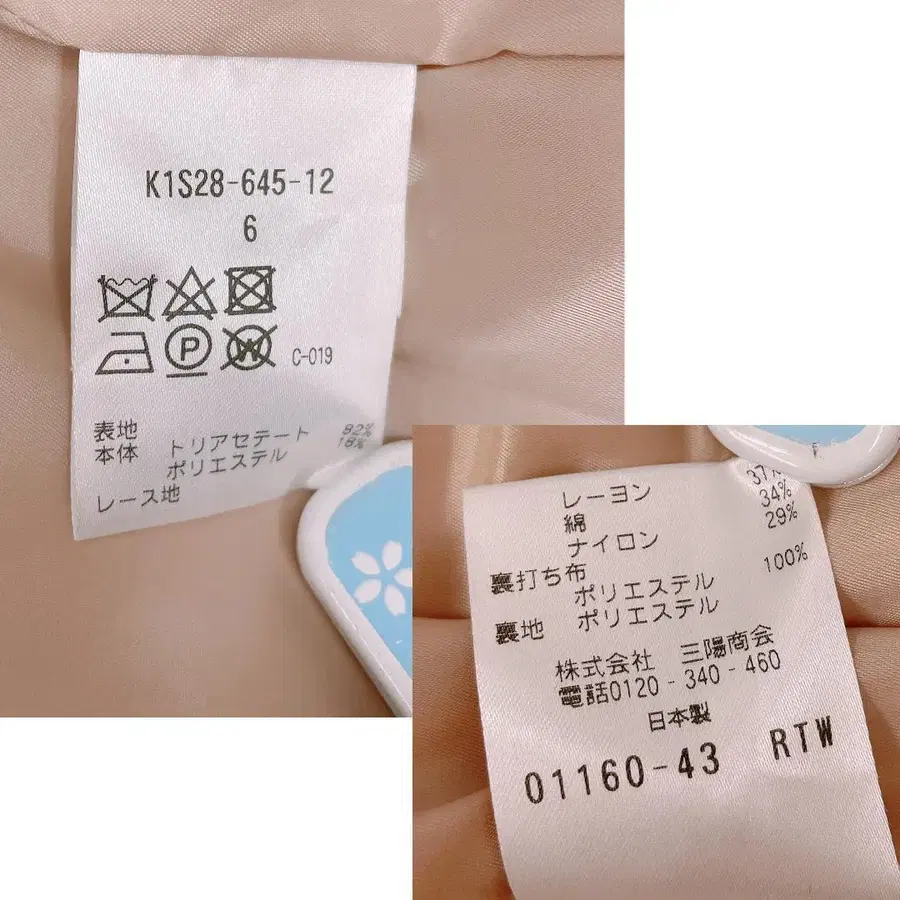 K1S28-645-12
6
P
W
C-019
表地
本体 トリアセテート 82%
ポリエステル 18%
レース地
レーヨン 37%
綿 34%
ナイロン 29%
裏打ち布
ポリエステル 100%
裏地 ポリエステル
株式会社 三陽商会
電話0120-340-460
日本製
01160-43 RTW